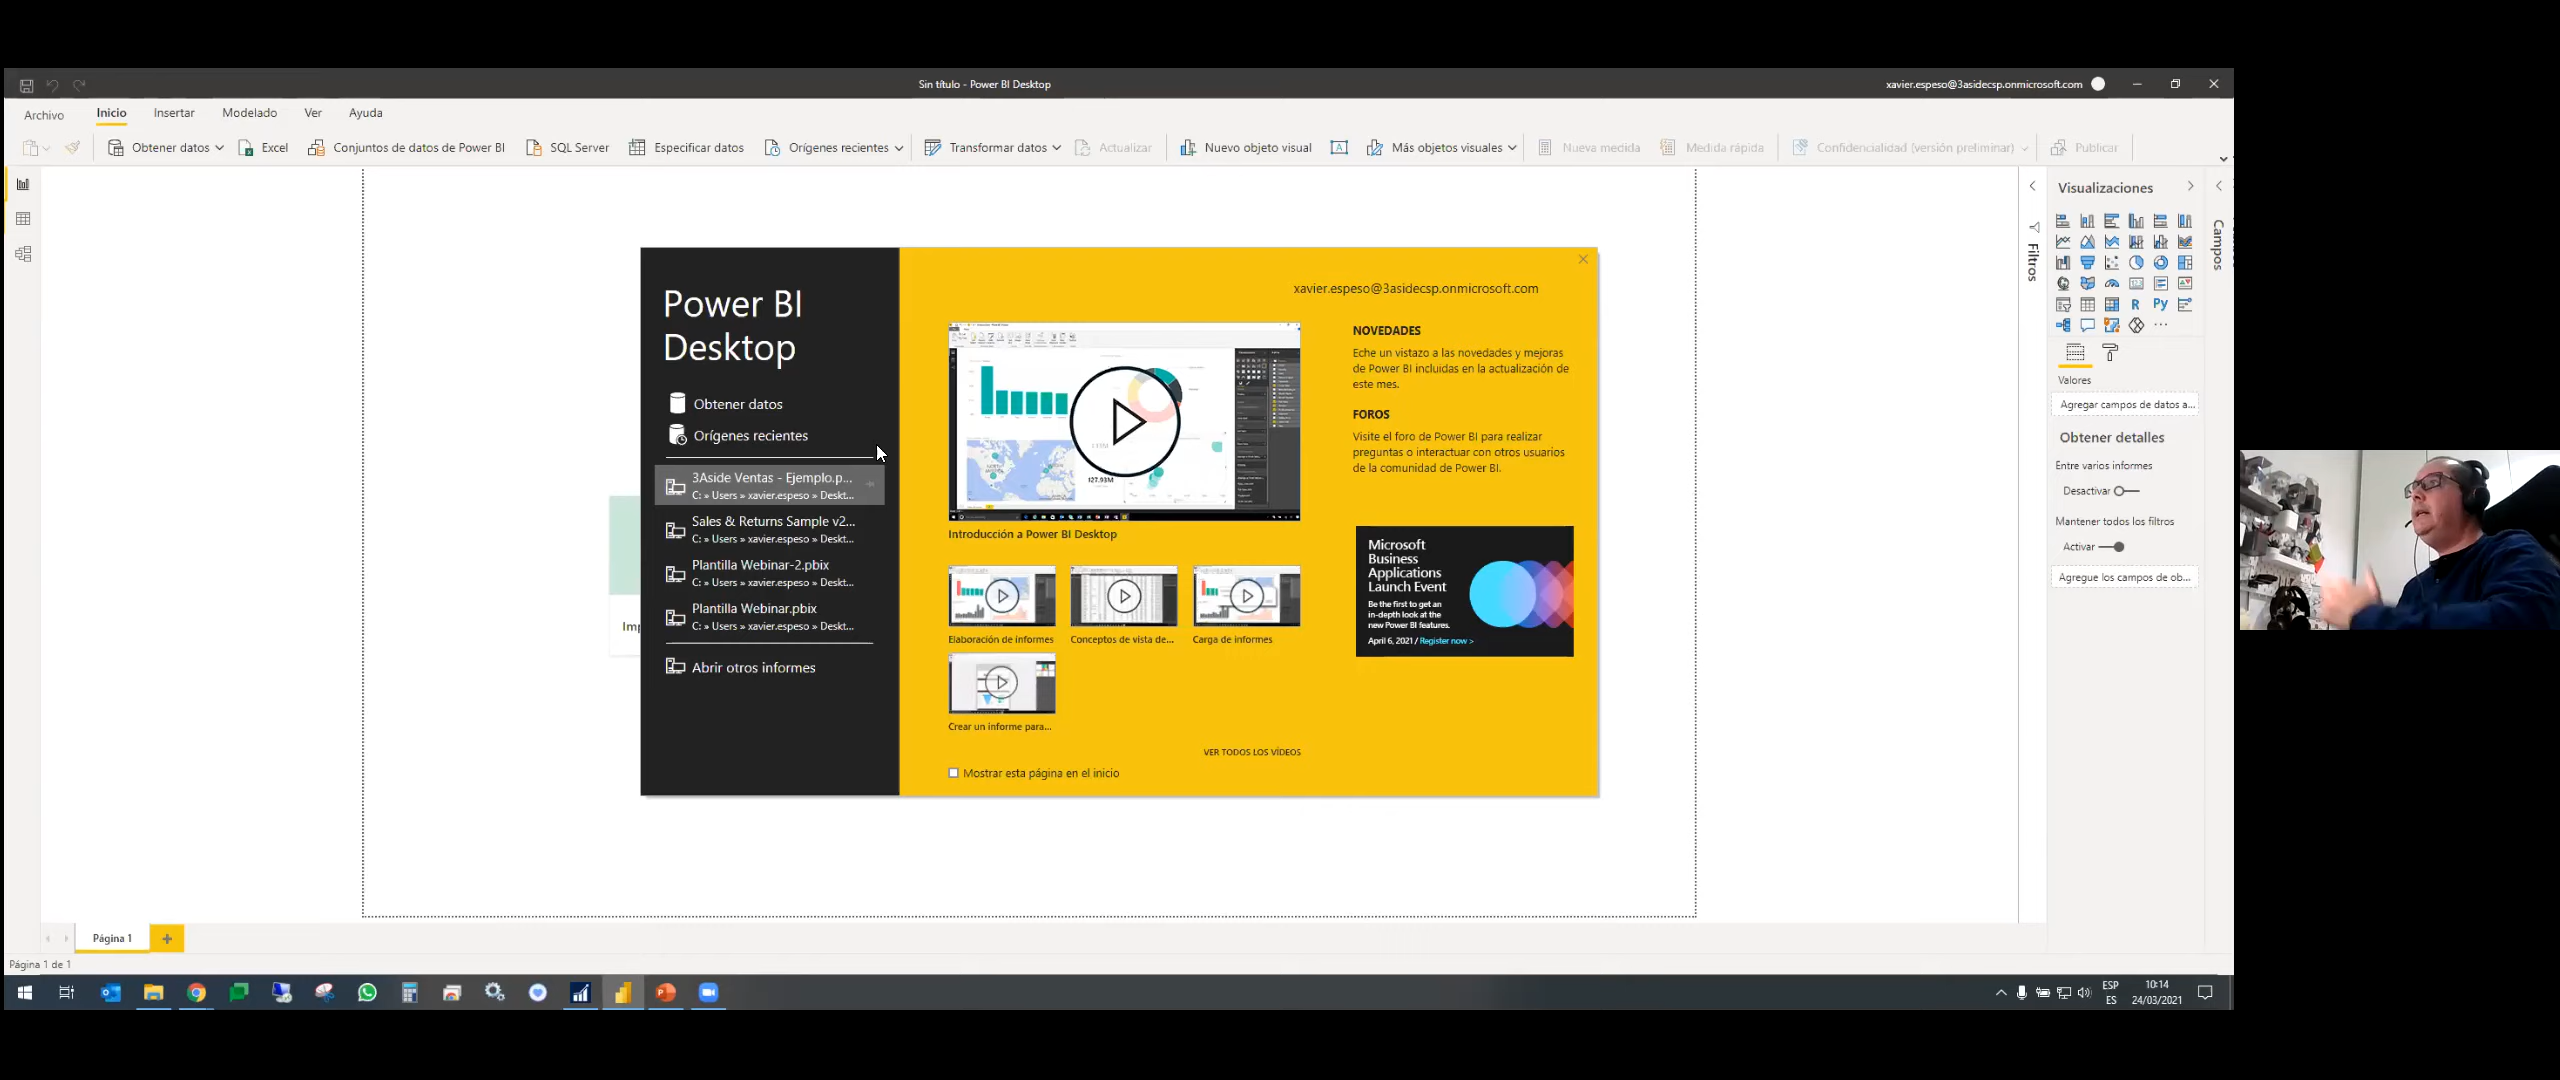 Sin título - Power BI Desktop
xavier.espeso@3asidecsp.onmicrosoft.com
Archivo Inicio Insertar Modelado Ver Ayuda
Obtener datos Excel Conjuntos de datos de Power BI SQL Server Especificar datos Orígenes recientes Transformar datos Actualizar Nuevo objeto visual Más objetos visuales Nueva medida Medida rápida Confidencialidad (versión preliminar) Publicar
Power BI
Desktop
Obtener datos
Orígenes recientes
3Aside Ventas - Ejemplo.p...
C: » Users » xavier.espeso » Deskt...
Sales & Returns Sample v2...
C: » Users » xavier.espeso » Deskt...
Plantilla Webinar-2.pbix
C: » Users » xavier.espeso » Deskt...
Plantilla Webinar.pbix
C: » Users » xavier.espeso » Deskt...
Abrir otros informes
Imp
xavier.espeso@3asidecsp.onmicrosoft.com
Introducción a Power BI Desktop
Elaboración de informes
Conceptos de vista de...
Carga de informes
Crear un informe para...
VER TODOS LOS VÍDEOS
Mostrar esta página en el inicio
NOVEDADES
Eche un vistazo a las novedades y mejoras
de Power BI incluidas en la actualización de
este mes.
FOROS
Visite el foro de Power BI para realizar
preguntas o interactuar con otros usuarios
de la comunidad de Power BI.
Microsoft
Business
Applications
Launch Event
Be the first to get an
in-depth look at the
new Power BI features.
April 6, 2021 / Register now >
Filtros
Visualizaciones
R Py
Valores
Agregar campos de datos a...
Obtener detalles
Entre varios informes
Desactivar
Mantener todos los filtros
Activar
Agregue los campos de ob...
Campos
Página 1
Página 1 de 1
ESP
ES
10:14
24/03/2021